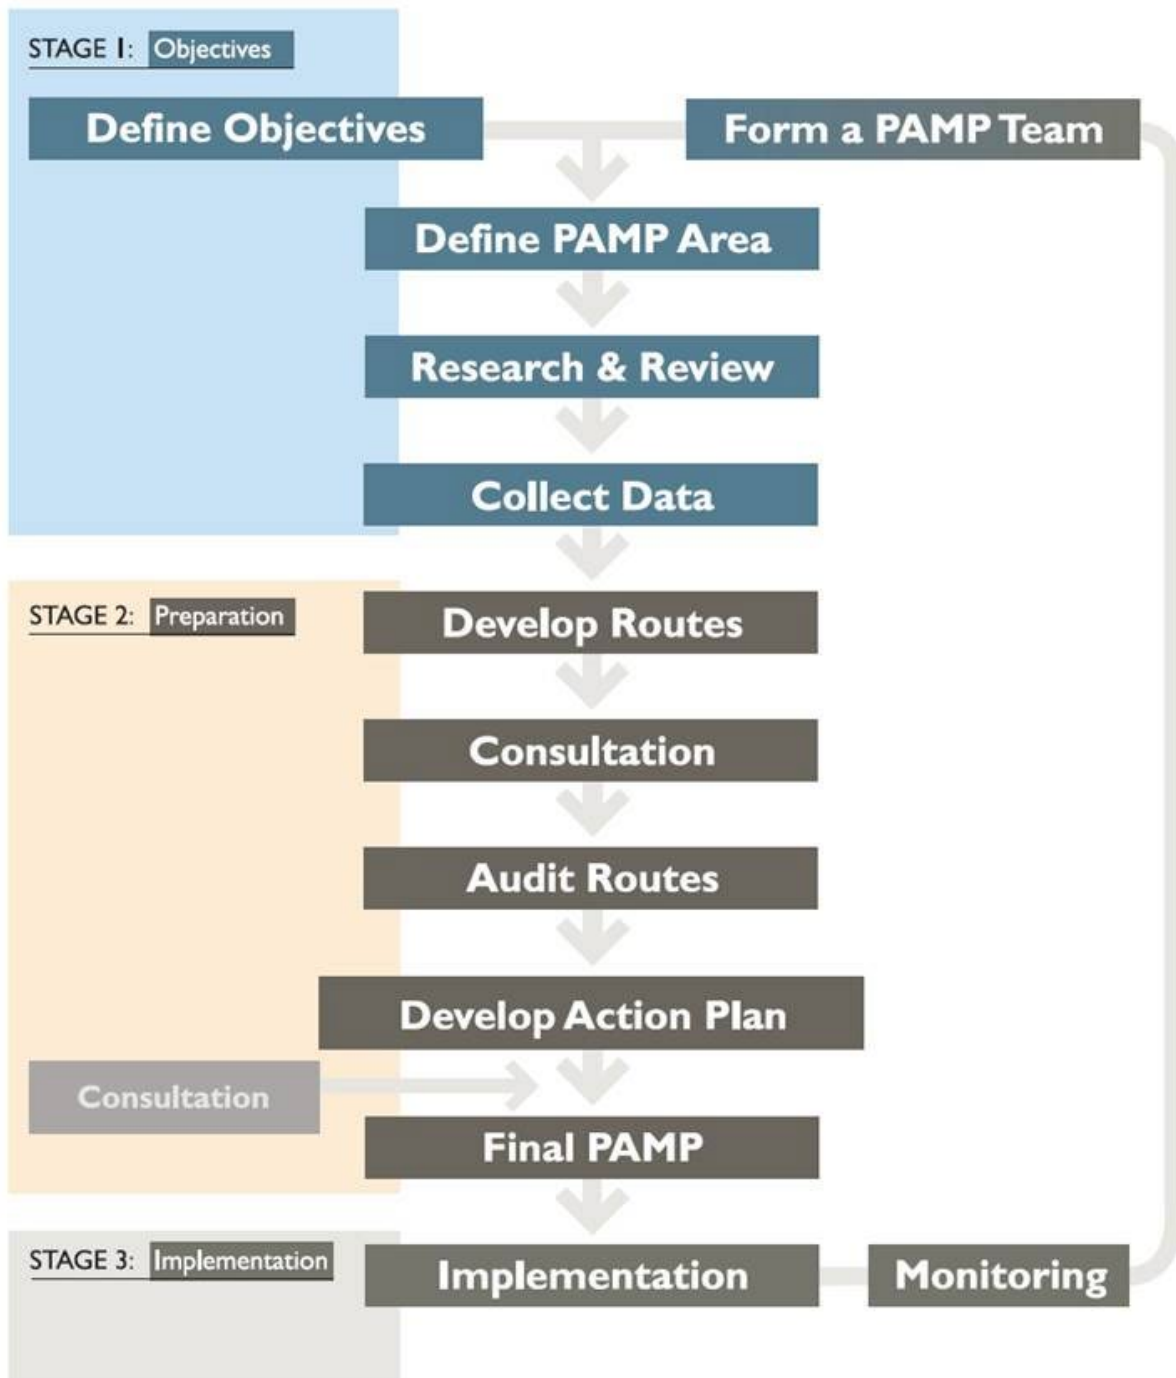 STAGE 1: Objectives
Define Objectives
Form a PAMP Team
Define PAMP Area
Research & Review
Collect Data
STAGE 2: Preparation
Develop Routes
Consultation
Audit Routes
Develop Action Plan
Consultation
Final PAMP
STAGE 3: Implementation
Implementation
Monitoring